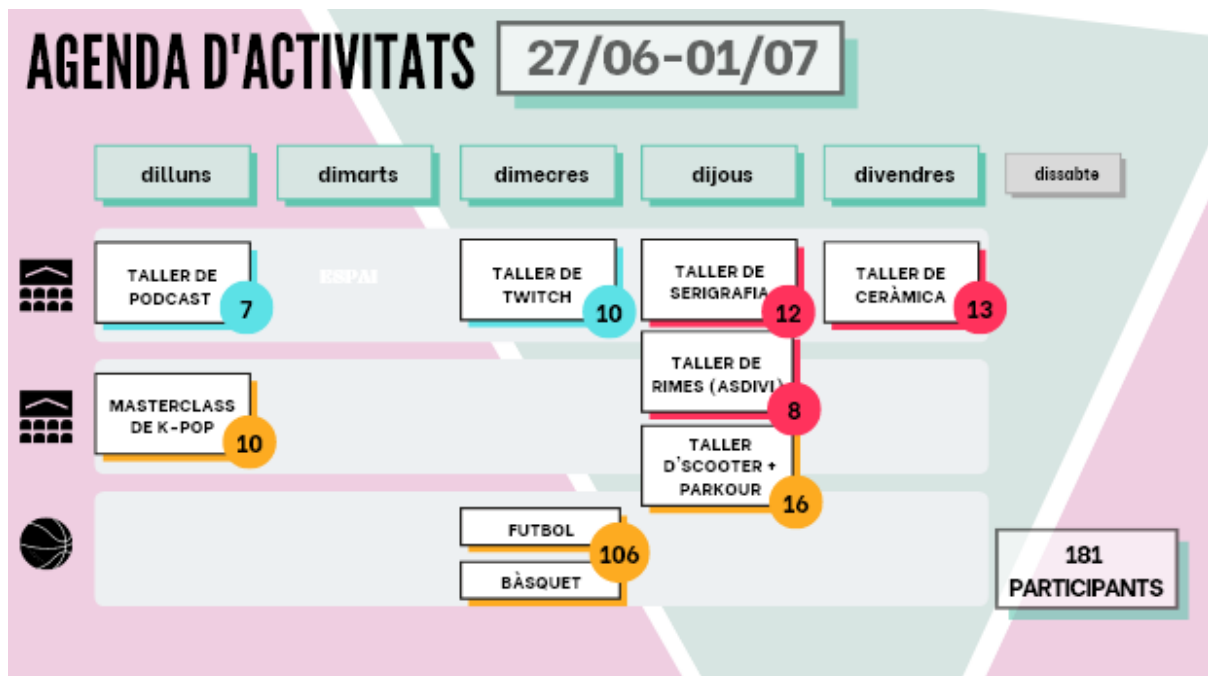 AGENDA D'ACTIVITATS
27/06-01/07
dilluns
dimarts
dimecres
dijous
divendres
dissabte
TALLER DE
PODCAST
7
ESPAI
TALLER DE
TWITCH
10
TALLER DE
SERIGRAFIA
12
TALLER DE
CERÀMICA
13
MASTERCLASS
DE K-POP
10
TALLER DE
RIMES (ASDIVI)
8
TALLER
D'SCOOTER +
PARKOUR
16
FUTBOL
BÀSQUET
106
181
PARTICIPANTS